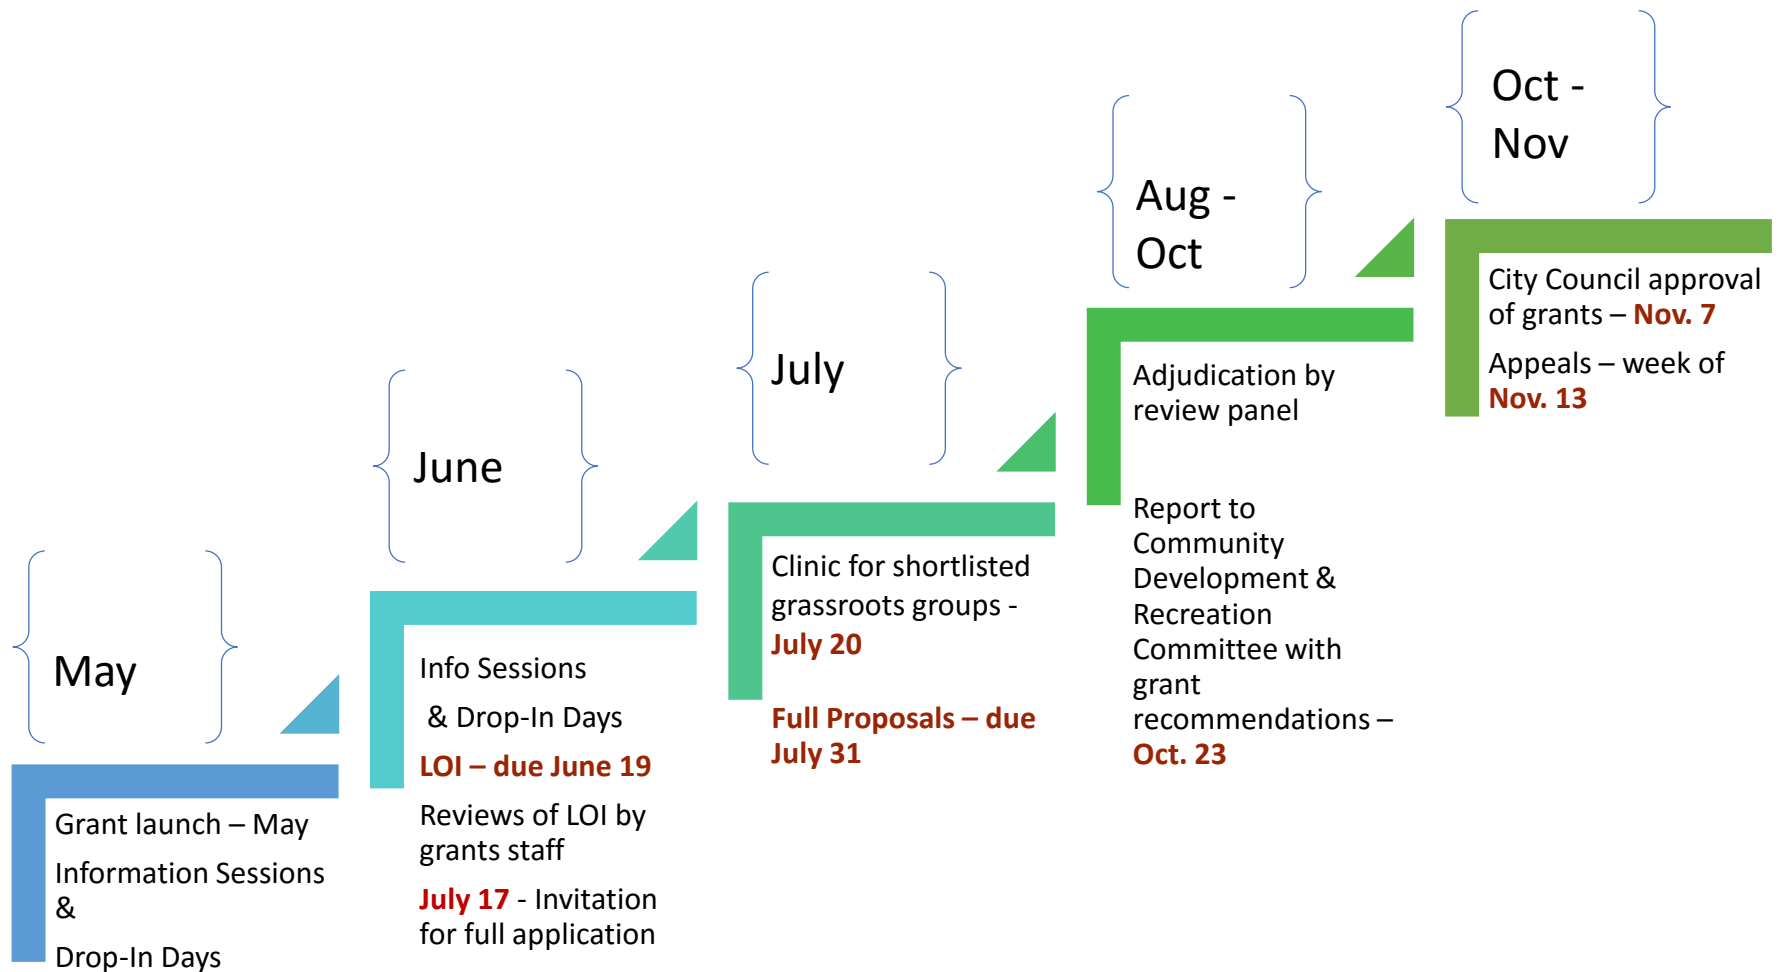 May
Grant launch – May
Information Sessions
&
Drop-In Days
June
Info Sessions
& Drop-In Days
LOI – due June 19
Reviews of LOI by
grants staff
July 17 - Invitation
for full application
July
Clinic for shortlisted
grassroots groups -
July 20
Full Proposals – due
July 31
Aug -
Oct
Adjudication by
review panel
Report to
Community
Development &
Recreation
Committee with
grant
recommendations –
Oct. 23
Oct -
Nov
City Council approval
of grants – Nov. 7
Appeals – week of
Nov. 13